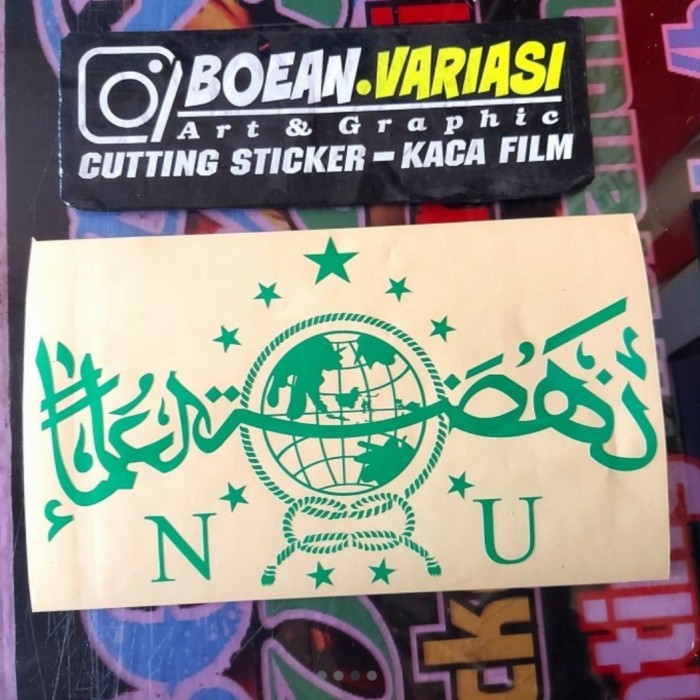 BOEAN.VARIASI
Art & Graphic
CUTTING STICKER - KACA FILM
نهضة العلماء
N U